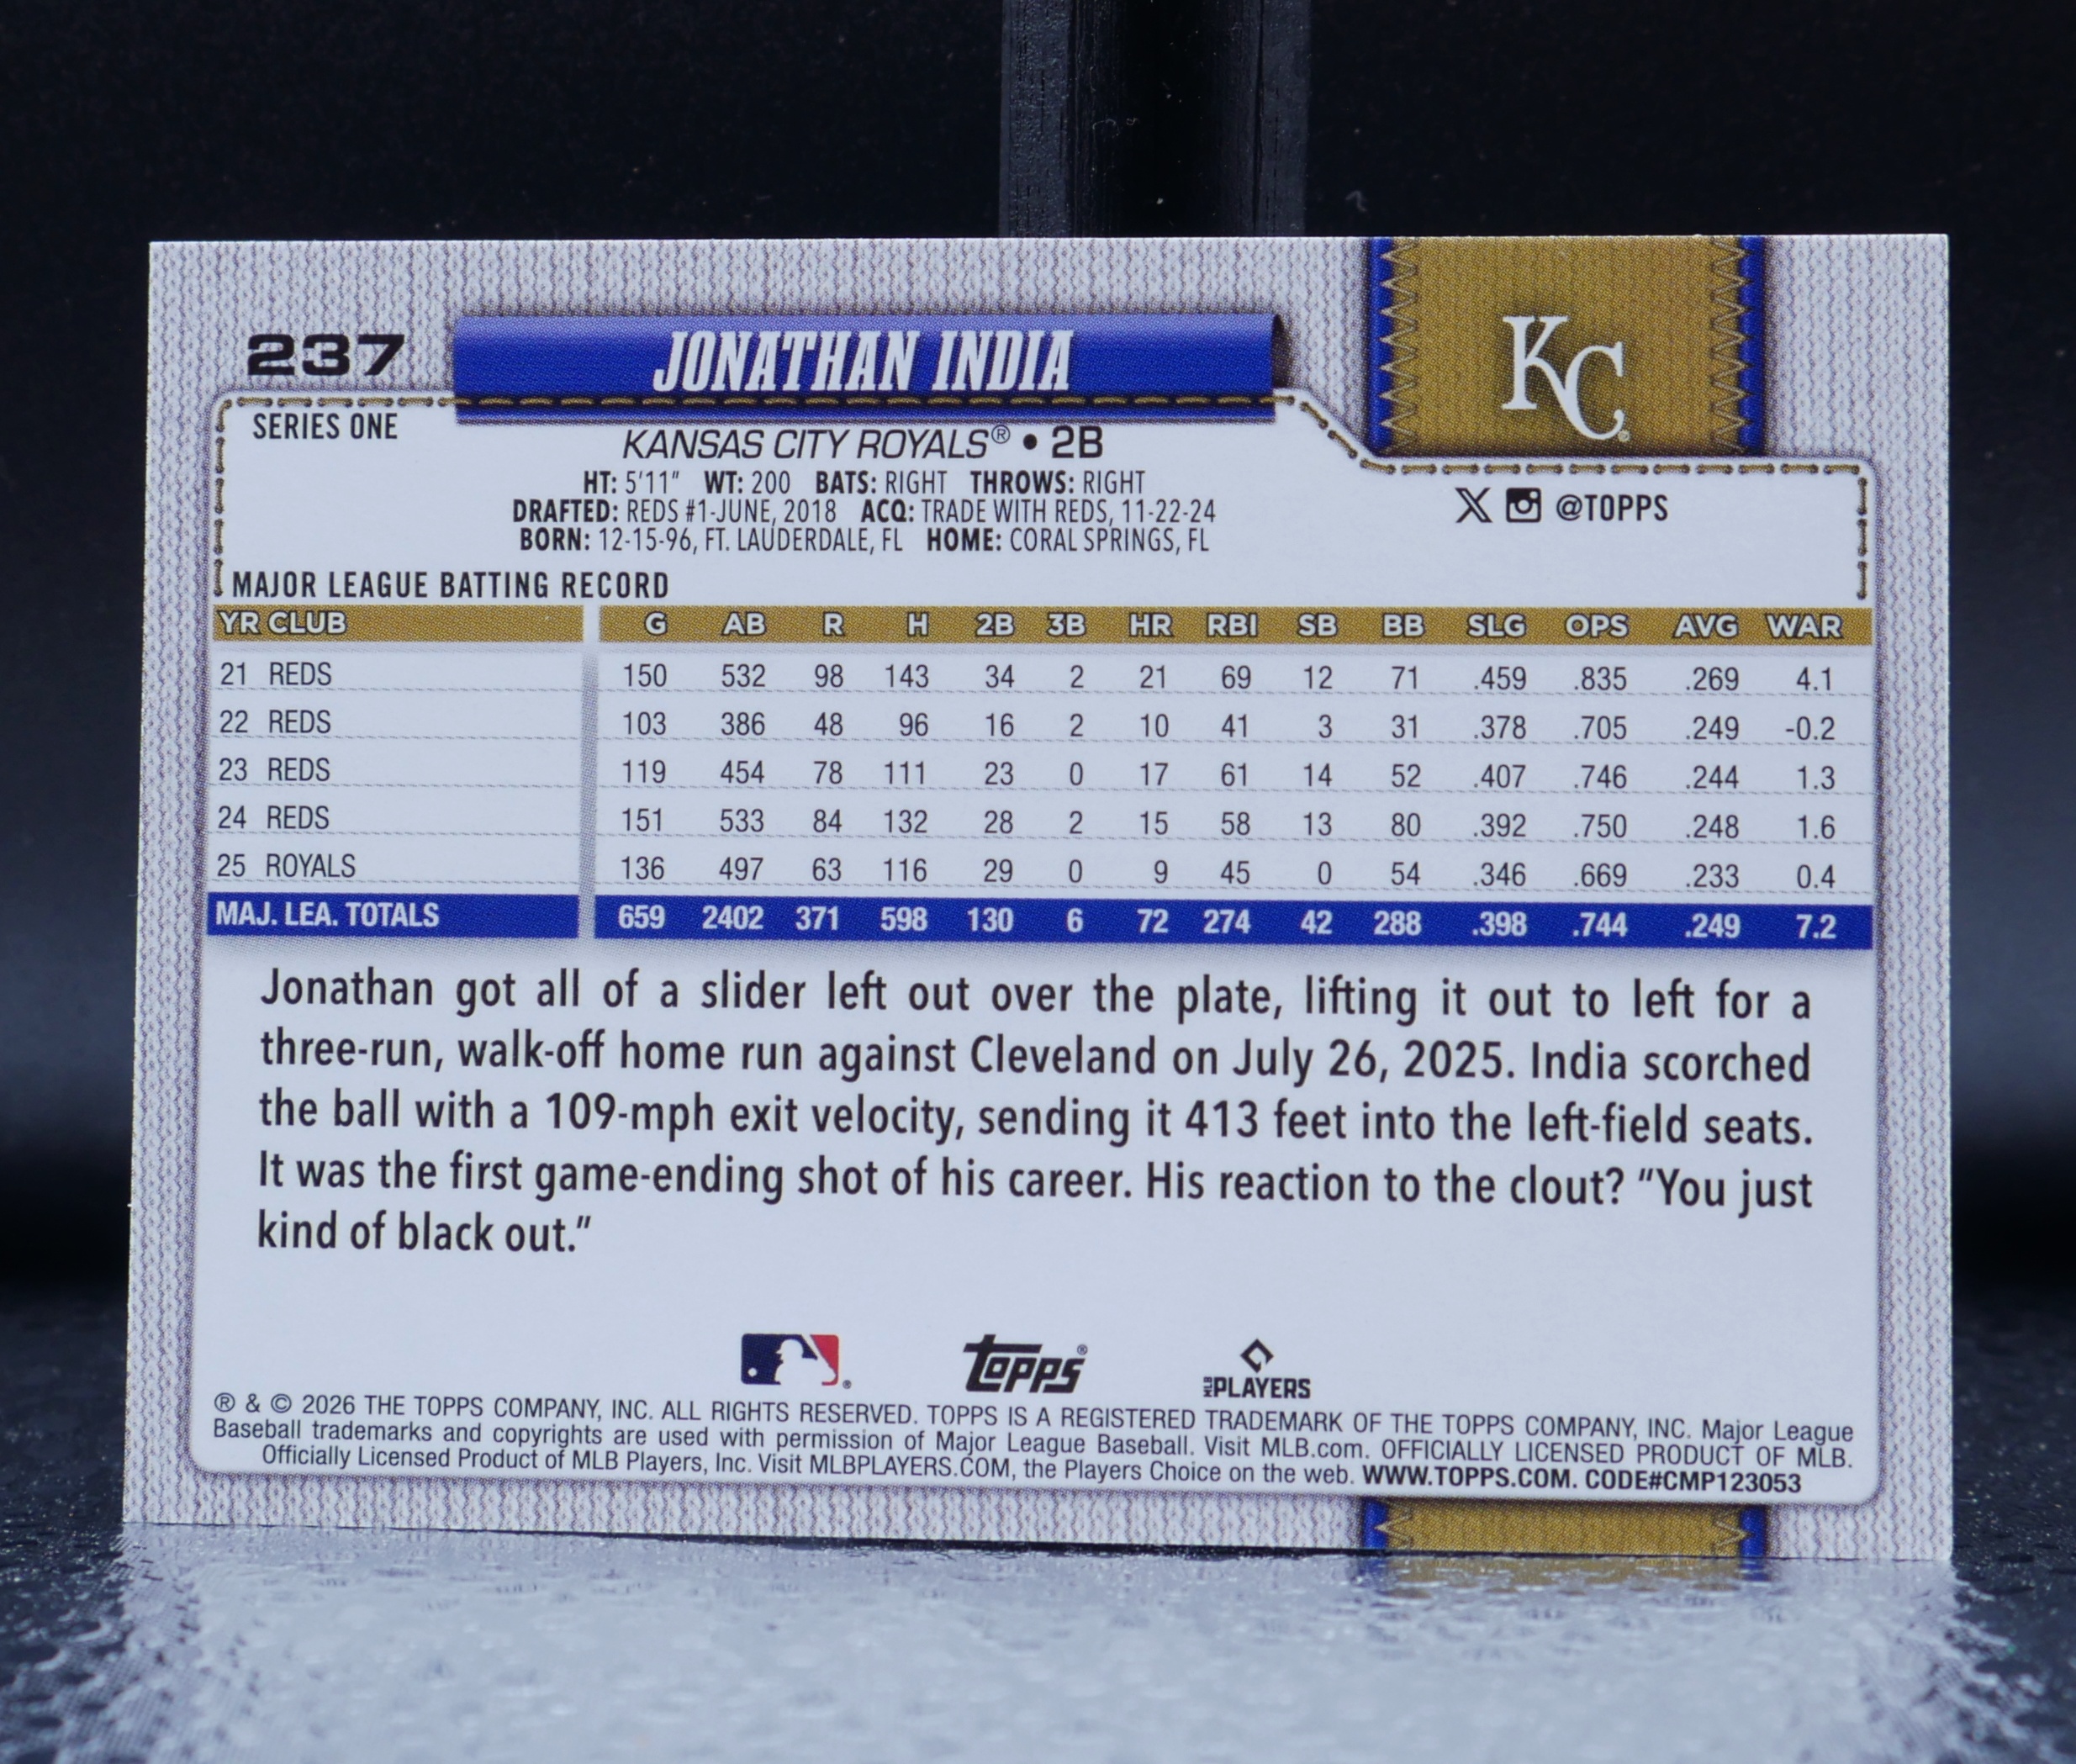 237
JONATHAN INDIA
KC
SERIES ONE
KANSAS CITY ROYALS® • 2B
HT: 5'11" WT: 200 BATS: RIGHT THROWS: RIGHT
DRAFTED: REDS #1-JUNE, 2018 ACQ: TRADE WITH REDS, 11-22-24
BORN: 12-15-96, FT. LAUDERDALE, FL HOME: CORAL SPRINGS, FL
@TOPPS
MAJOR LEAGUE BATTING RECORD
YR CLUB G AB R H 2B 3B HR RBI SB BB SLG OPS AVG WAR
21 REDS 150 532 98 143 34 2 21 69 12 71 .459 .835 .269 4.1
22 REDS 103 386 48 96 16 2 10 41 3 31 .378 .705 .249 -0.2
23 REDS 119 454 78 111 23 0 17 61 14 52 .407 .746 .244 1.3
24 REDS 151 533 84 132 28 2 15 58 13 80 .392 .750 .248 1.6
25 ROYALS 136 497 63 116 29 0 9 45 0 54 .346 .669 .233 0.4
MAJ. LEA. TOTALS 659 2402 371 598 130 6 72 274 42 288 .398 .744 .249 7.2
Jonathan got all of a slider left out over the plate, lifting it out to left for a
three-run, walk-off home run against Cleveland on July 26, 2025. India scorched
the ball with a 109-mph exit velocity, sending it 413 feet into the left-field seats.
It was the first game-ending shot of his career. His reaction to the clout? "You just
kind of black out."
Topps®
MLB PLAYERS
® & © 2026 THE TOPPS COMPANY, INC. ALL RIGHTS RESERVED. TOPPS IS A REGISTERED TRADEMARK OF THE TOPPS COMPANY, INC. Major League
Baseball trademarks and copyrights are used with permission of Major League Baseball. Visit MLB.com. OFFICIALLY LICENSED PRODUCT OF MLB.
Officially Licensed Product of MLB Players, Inc. Visit MLBPLAYERS.COM, the Players Choice on the web. WWW.TOPPS.COM. CODE#CMP123053